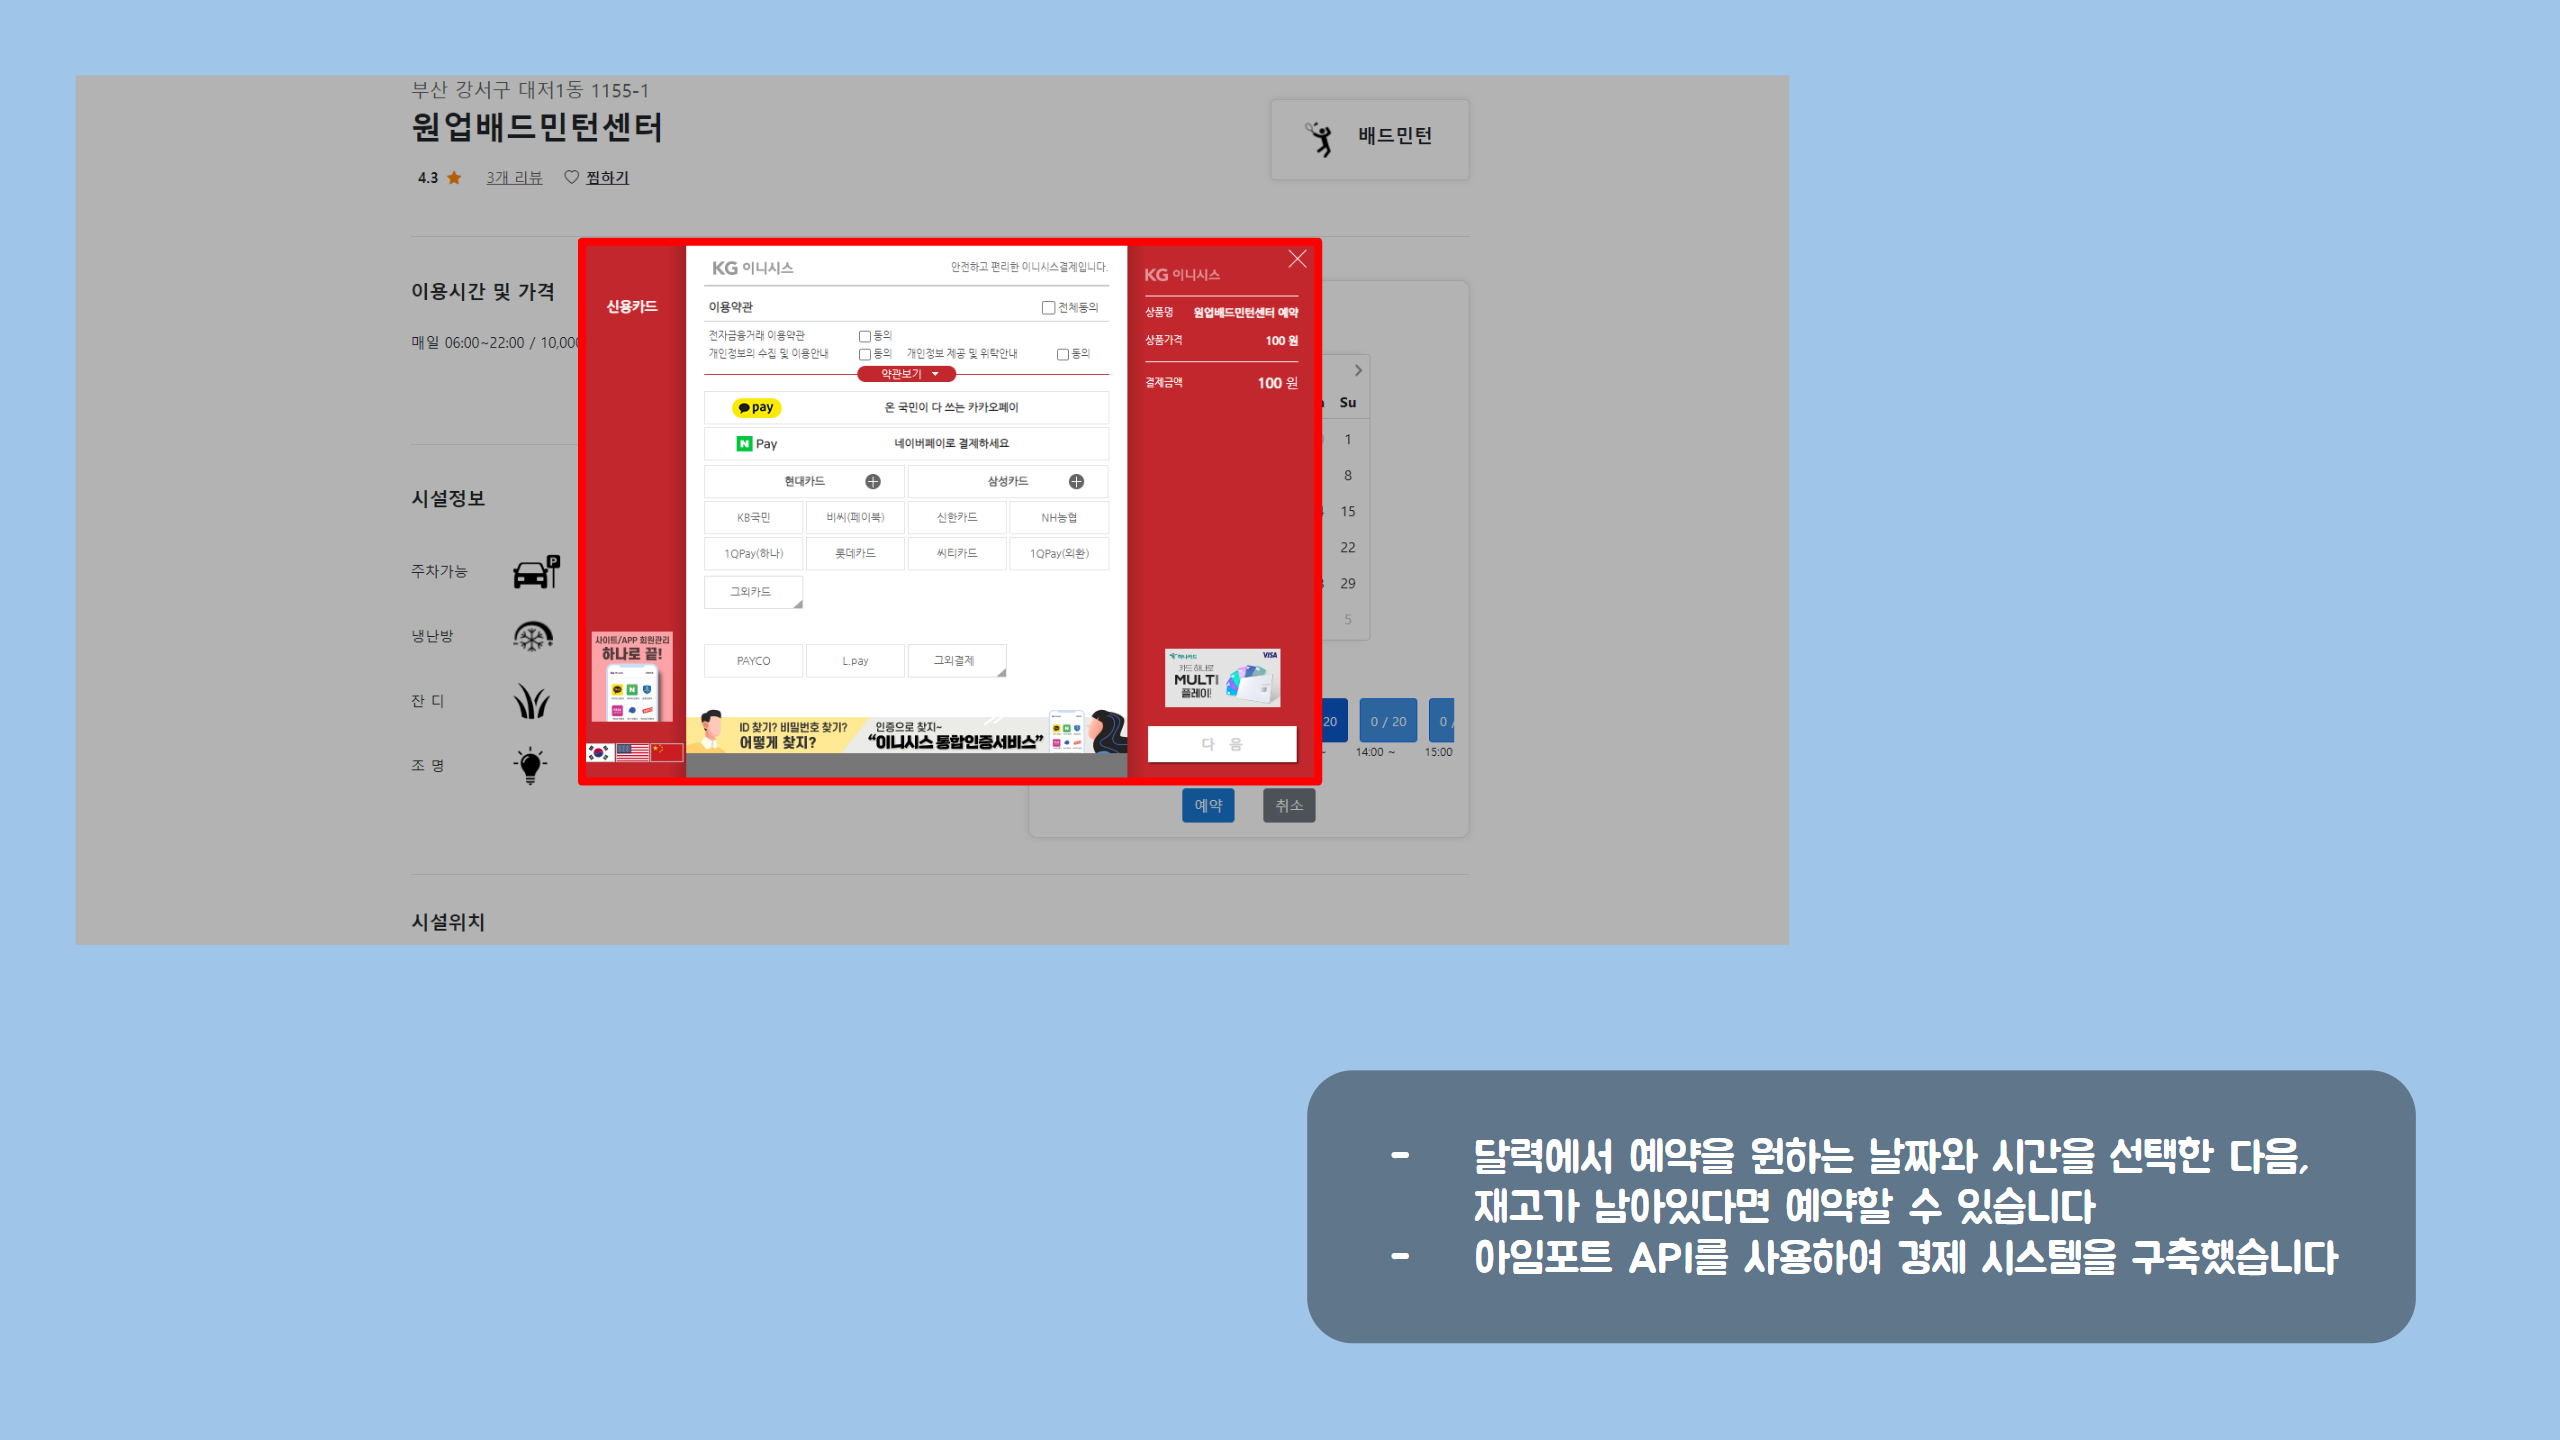 부산 강서구 대저1동 1155-1
원업배드민턴센터
4.3 3개 리뷰 찜하기
배드민턴
이용시간 및 가격
매일 06:00~22:00 / 10,000
시설정보
주차가능
냉난방
잔 디
조 명
신용카드
사이트/APP 회원관리
하나로 끝!
KG 이니시스 안전하고 편리한 이니시스결제입니다.
이용약관 전체동의
전자금융거래 이용약관 동의
개인정보의 수집 및 이용안내 동의 개인정보 제공 및 위탁안내 동의
약관보기
pay 온 국민이 다 쓰는 카카오페이
N Pay 네이버페이로 결제하세요
현대카드 삼성카드
KB국민 비씨(페이북) 신한카드 NH농협
1QPay(하나) 롯데카드 씨티카드 1QPay(외환)
그외카드
PAYCO L.pay 그외결제
ID 찾기? 비밀번호 찾기?
어떻게 찾지?
인증으로 찾지~
“이니시스 통합인증서비스”
KG 이니시스
상품명 원업배드민턴센터 예약
상품가격 100 원
결제금액 100 원
하나카드 VISA
카드 하나로
MULTI
플레이!
다 음
Su
1
8
15
22
29
5
20 0 / 20 0 /
~ 14:00 ~ 15:00
예약 취소
시설위치
- 달력에서 예약을 원하는 날짜와 시간을 선택한 다음,
재고가 남아있다면 예약할 수 있습니다
- 아임포트 API를 사용하여 경제 시스템을 구축했습니다